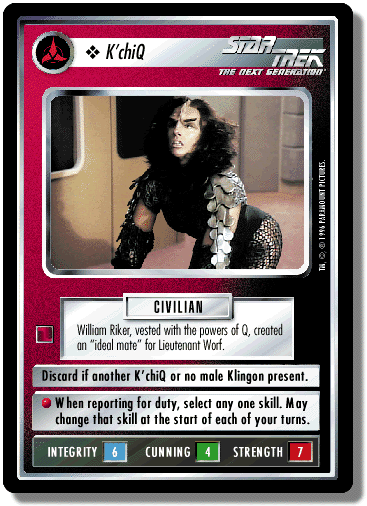 ❖ K'chiQ
STAR TREK
THE NEXT GENERATION
TM, © ® 1996 PARAMOUNT PICTURES.
CIVILIAN
William Riker, vested with the powers of Q, created
an "ideal mate" for Lieutenant Worf.
Discard if another K'chiQ or no male Klingon present.
When reporting for duty, select any one skill. May
change that skill at the start of each of your turns.
INTEGRITY 6 CUNNING 4 STRENGTH 7